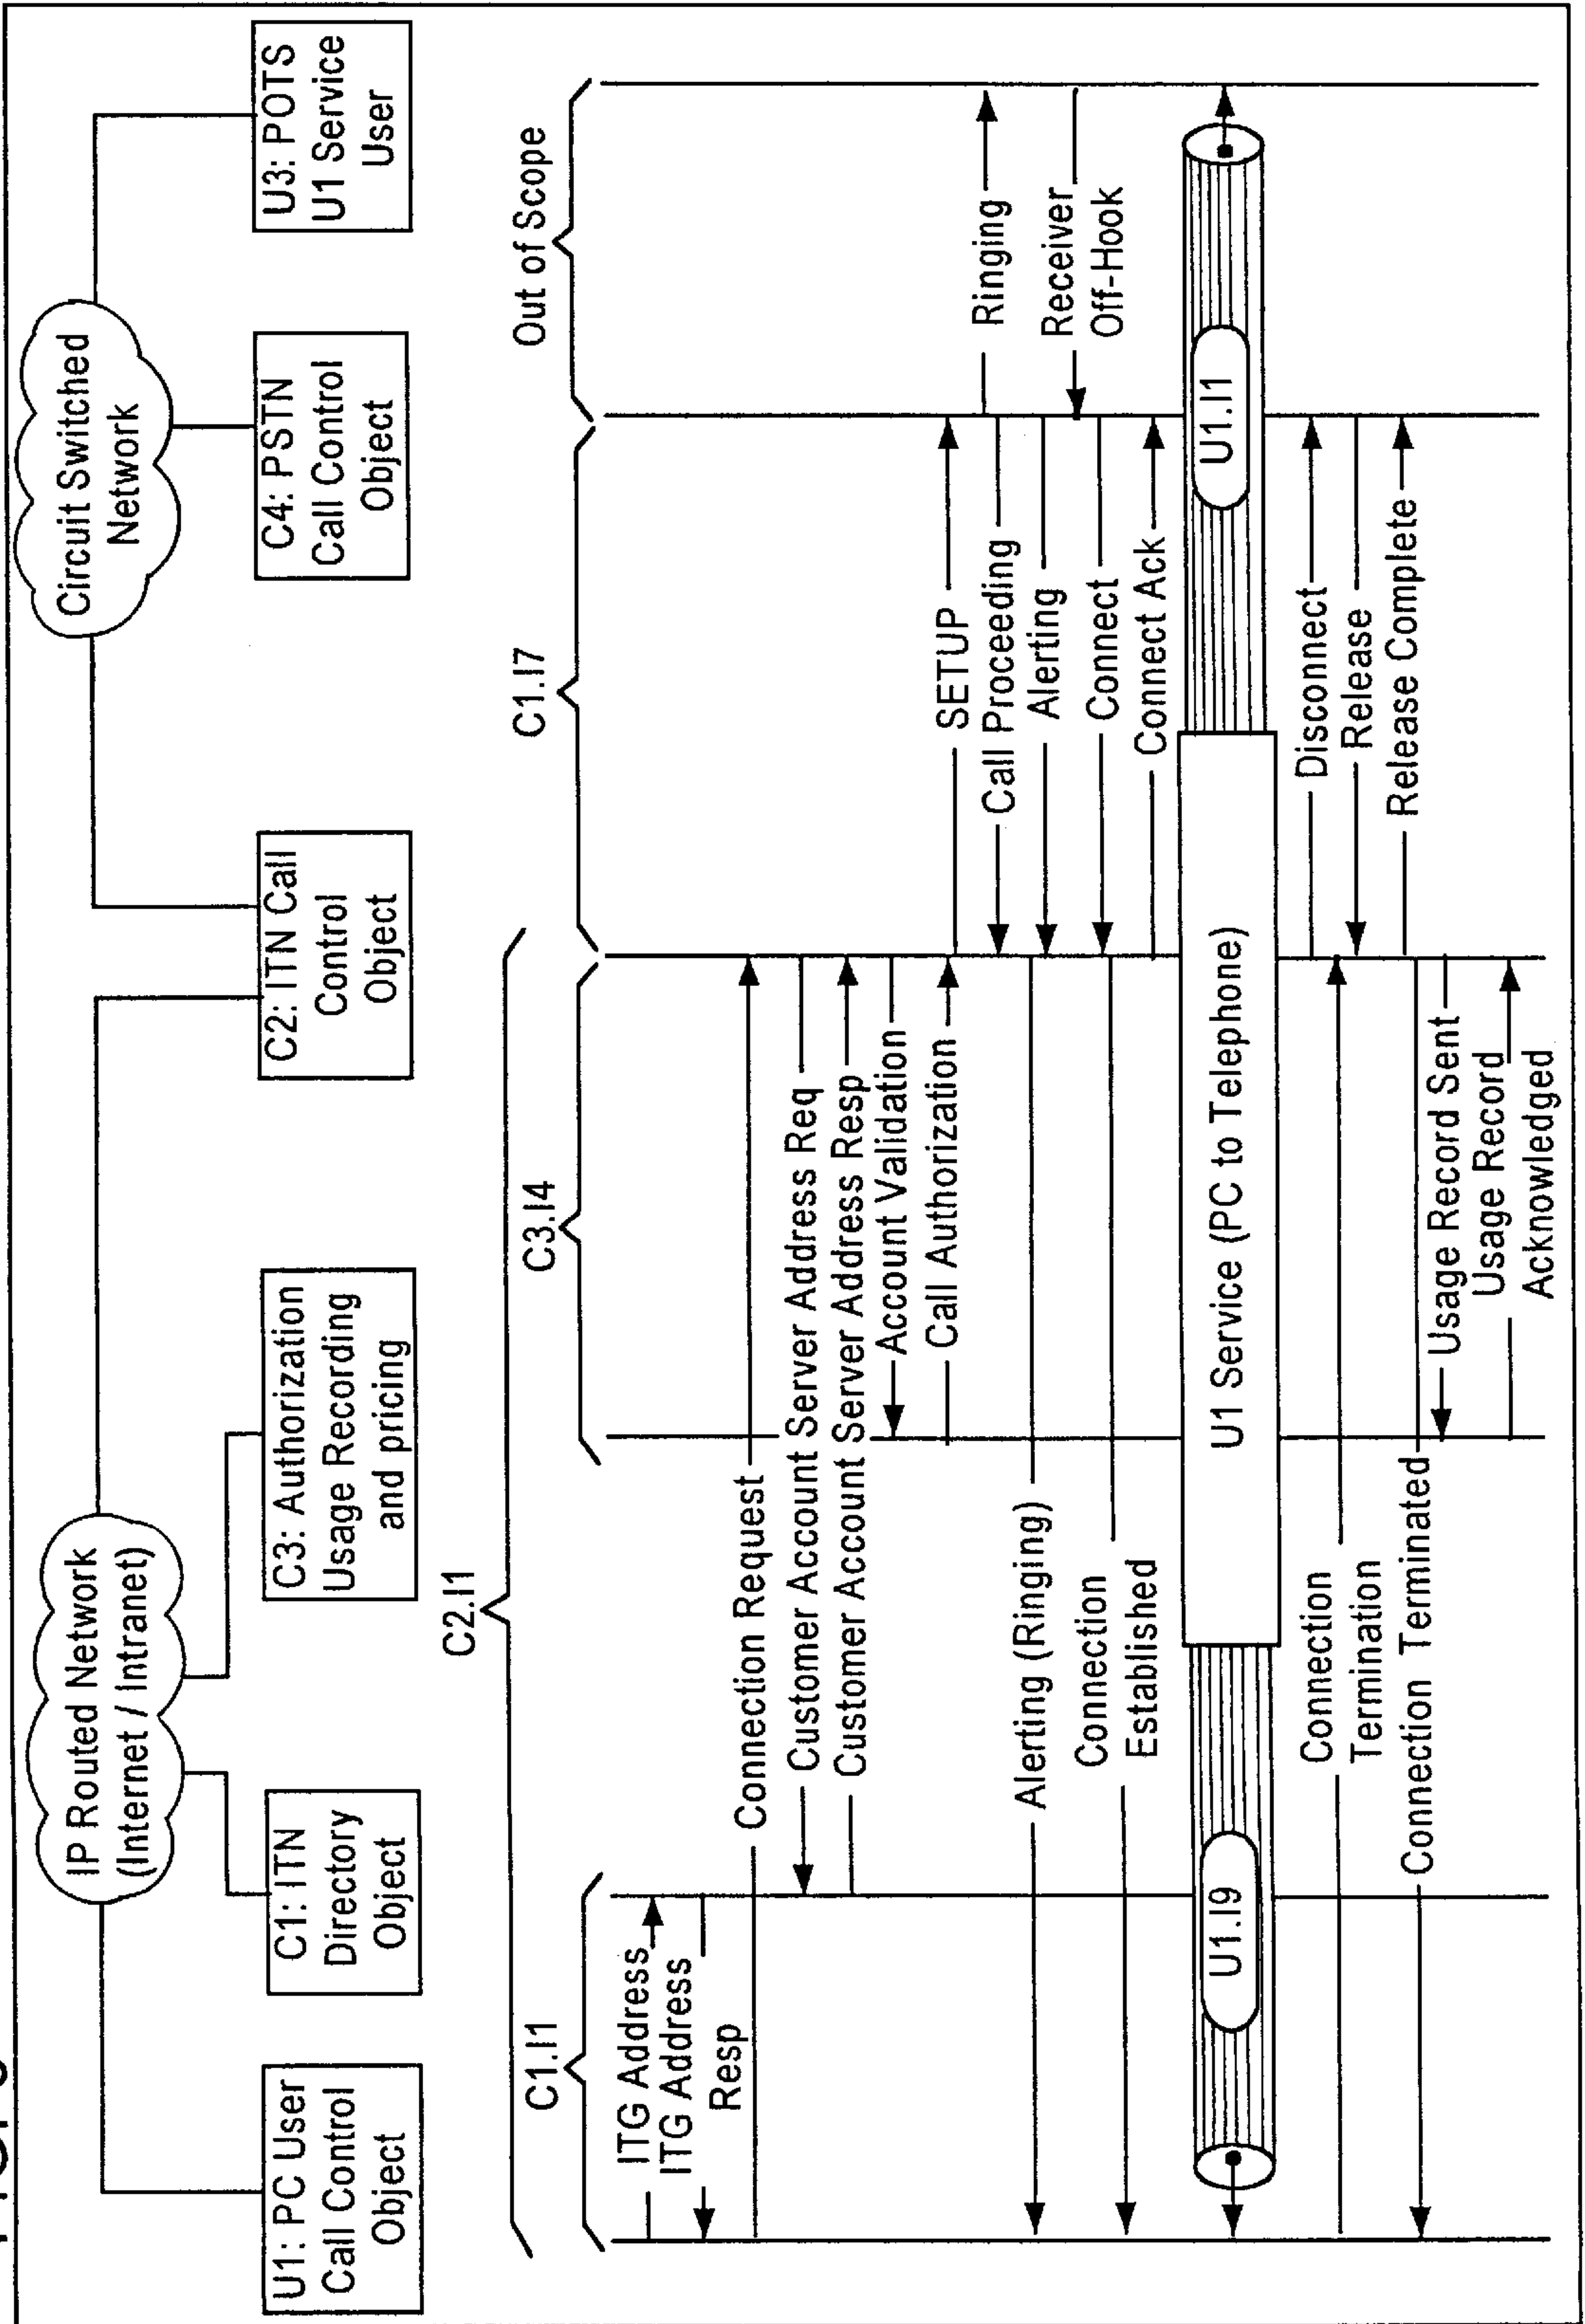 IP Routed Network
(Internet / Intranet)
Circuit Switched
Network
U1: PC User
Call Control
Object
C1: ITN
Directory
Object
C3: Authorization
Usage Recording
and pricing
C2: ITN Call
Control
Object
C4: PSTN
Call Control
Object
U3: POTS
U1 Service
User
C2.I1
C1.I1
C3.I4
C1.I7
Out of Scope
ITG Address
ITG Address
Resp
Connection Request
Customer Account Server Address Req
Customer Account Server Address Resp
Account Validation
Call Authorization
SETUP
Call Proceeding
Ringing
Alerting
Alerting (Ringing)
Receiver
Off-Hook
Connect
Connection
Established
Connect Ack
U1.I9
U1 Service (PC to Telephone)
U1.I1
Disconnect
Connection
Termination
Release
Release Complete
Connection Terminated
Usage Record Sent
Usage Record
Acknowledged